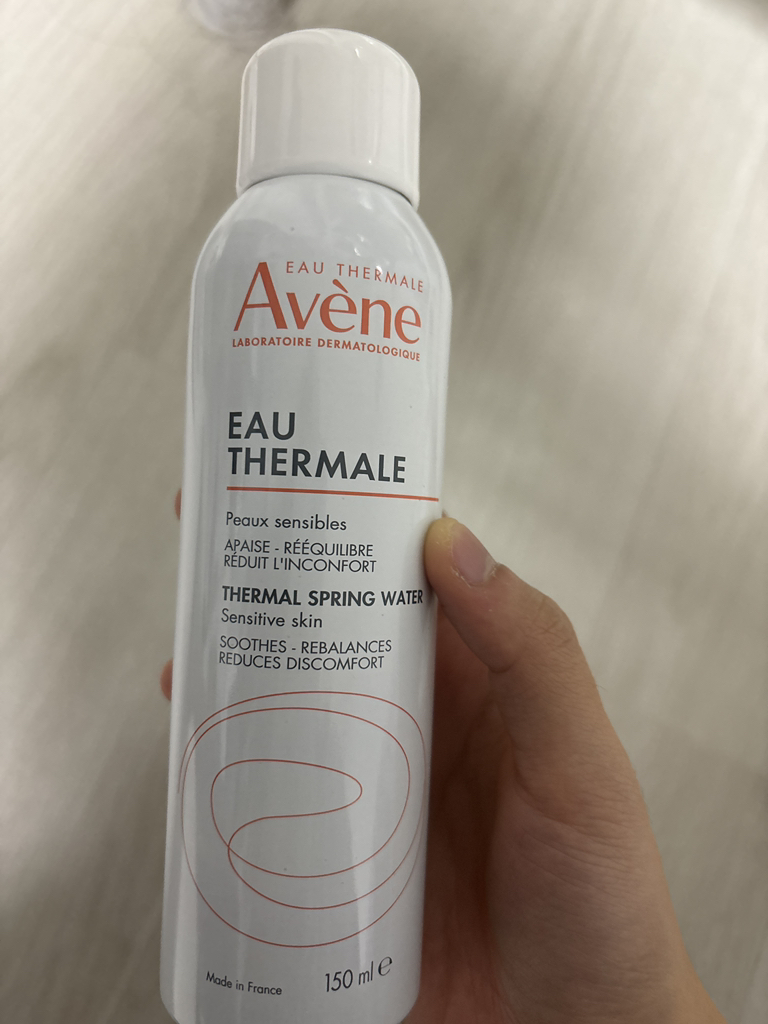 EAU THERMALE
Avène
LABORATOIRE DERMATOLOGIQUE
EAU
THERMALE
Peaux sensibles
APAISE - RÉÉQUILIBRE
RÉDUIT L'INCONFORT
THERMAL SPRING WATER
Sensitive skin
SOOTHES - REBALANCES
REDUCES DISCOMFORT
Made in France 150 ml ℮